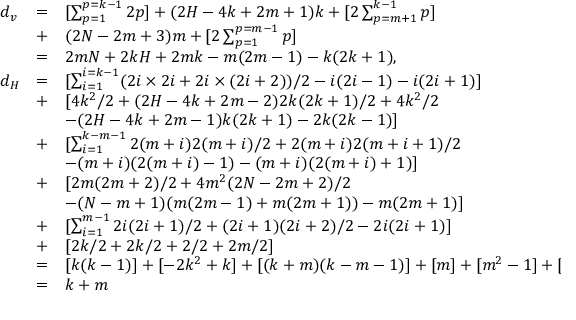 d_v = [∑_{p=1}^{p=k−1} 2p] + (2H − 4k + 2m + 1)k + [2 ∑_{p=m+1}^{k−1} p]
+ (2N − 2m + 3)m + [2 ∑_{p=1}^{p=m−1} p]
= 2mN + 2kH + 2mk − m(2m − 1) − k(2k + 1),
d_H = [∑_{i=1}^{i=k−1} (2i × 2i + 2i × (2i + 2))/2 − i(2i − 1) − i(2i + 1)]
+ [4k²/2 + (2H − 4k + 2m − 2)2k(2k + 1)/2 + 4k²/2
−(2H − 4k + 2m − 1)k(2k + 1) − 2k(2k − 1)]
+ [∑_{i=1}^{k−m−1} 2(m + i)2(m + i)/2 + 2(m + i)2(m + i + 1)/2
−(m + i)(2(m + i) − 1) − (m + i)(2(m + i) + 1)]
+ [2m(2m + 2)/2 + 4m²(2N − 2m + 2)/2
−(N − m + 1)(m(2m − 1) + m(2m + 1)) − m(2m + 1)]
+ [∑_{i=1}^{m−1} 2i(2i + 1)/2 + (2i + 1)(2i + 2)/2 − 2i(2i + 1)]
+ [2k/2 + 2k/2 + 2/2 + 2m/2]
= [k(k − 1)] + [−2k² + k] + [(k + m)(k − m − 1)] + [m] + [m² − 1] + [
= k + m